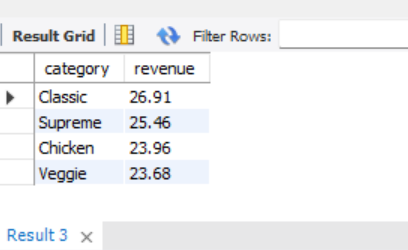 Result Grid Filter Rows:
category revenue
Classic 26.91
Supreme 25.46
Chicken 23.96
Veggie 23.68
Result 3